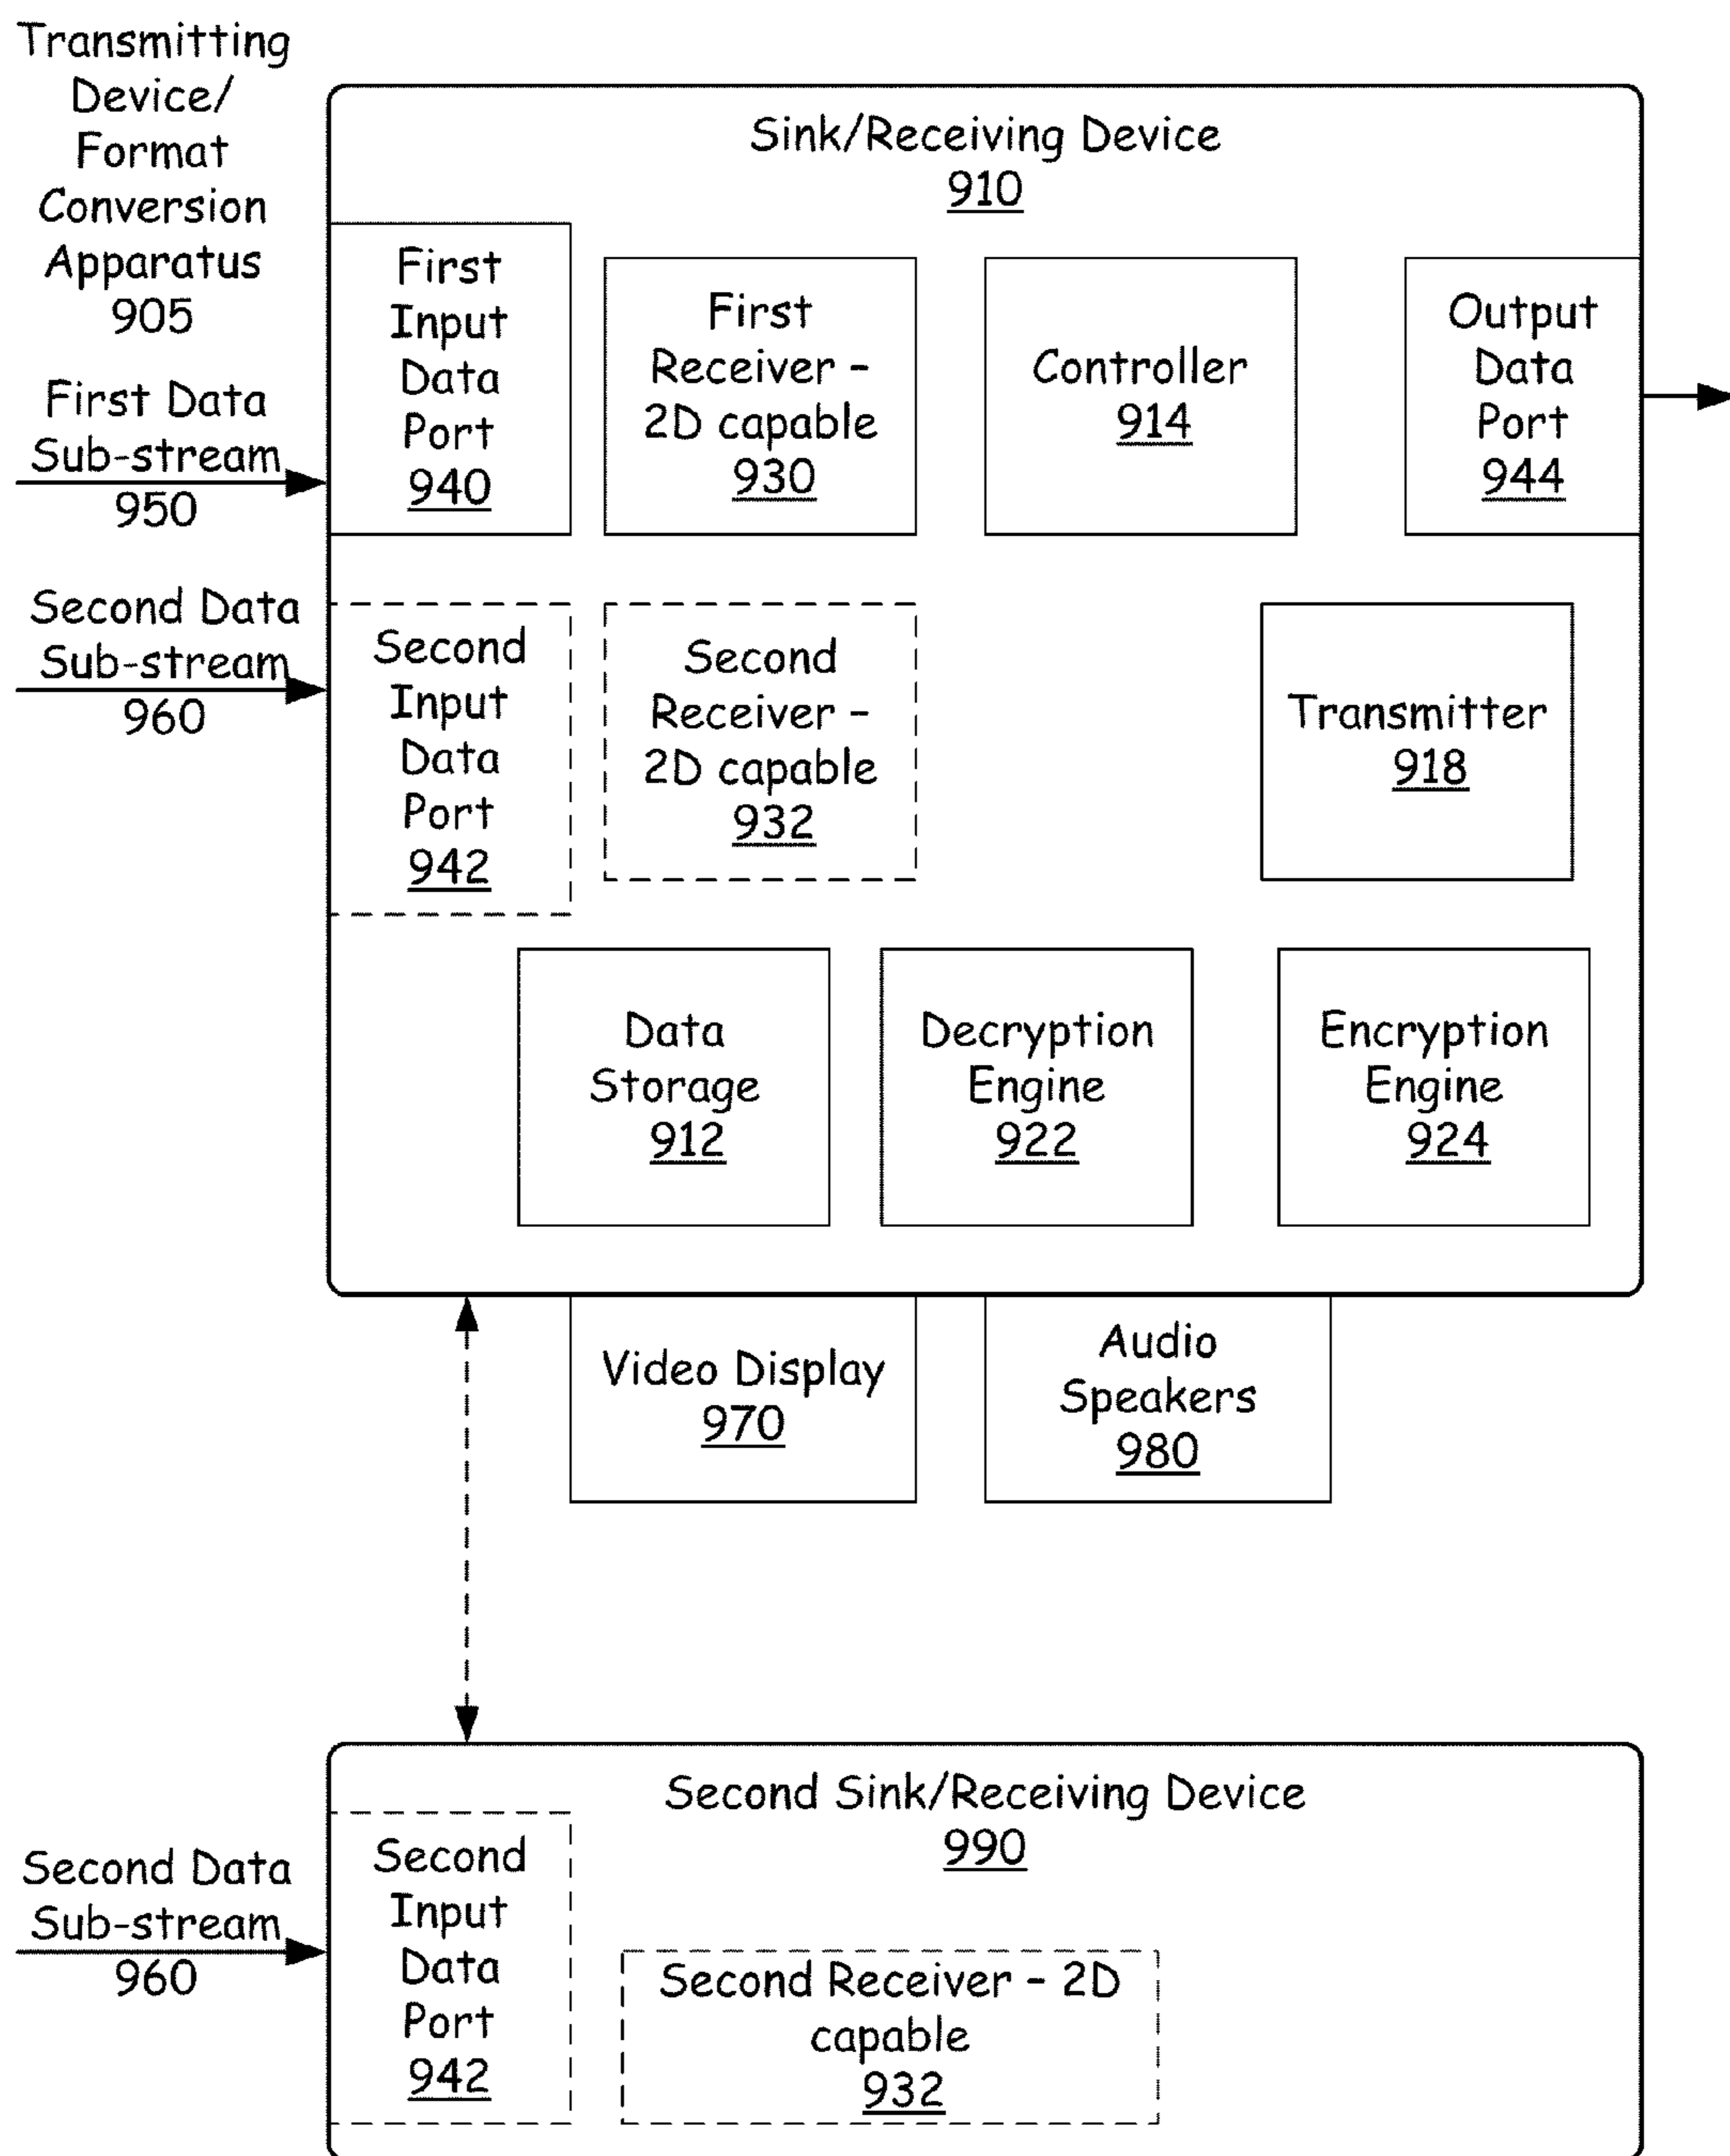 Transmitting
Device/
Format
Conversion
Apparatus
905
First Data
Sub-stream
950
Second Data
Sub-stream
960
Sink/Receiving Device
910
First
Input
Data
Port
940
First
Receiver –
2D capable
930
Controller
914
Output
Data
Port
944
Second
Input
Data
Port
942
Second
Receiver –
2D capable
932
Transmitter
918
Data
Storage
912
Decryption
Engine
922
Encryption
Engine
924
Video Display
970
Audio
Speakers
980
Second Data
Sub-stream
960
Second Sink/Receiving Device
990
Second
Input
Data
Port
942
Second Receiver – 2D
capable
932